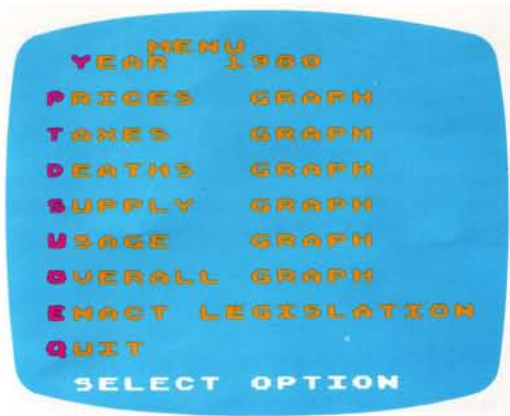 MENU
YEAR 1980
PRICES GRAPH
TAXES GRAPH
DEATHS GRAPH
SUPPLY GRAPH
USAGE GRAPH
OVERALL GRAPH
ENACT LEGISLATION
QUIT
SELECT OPTION